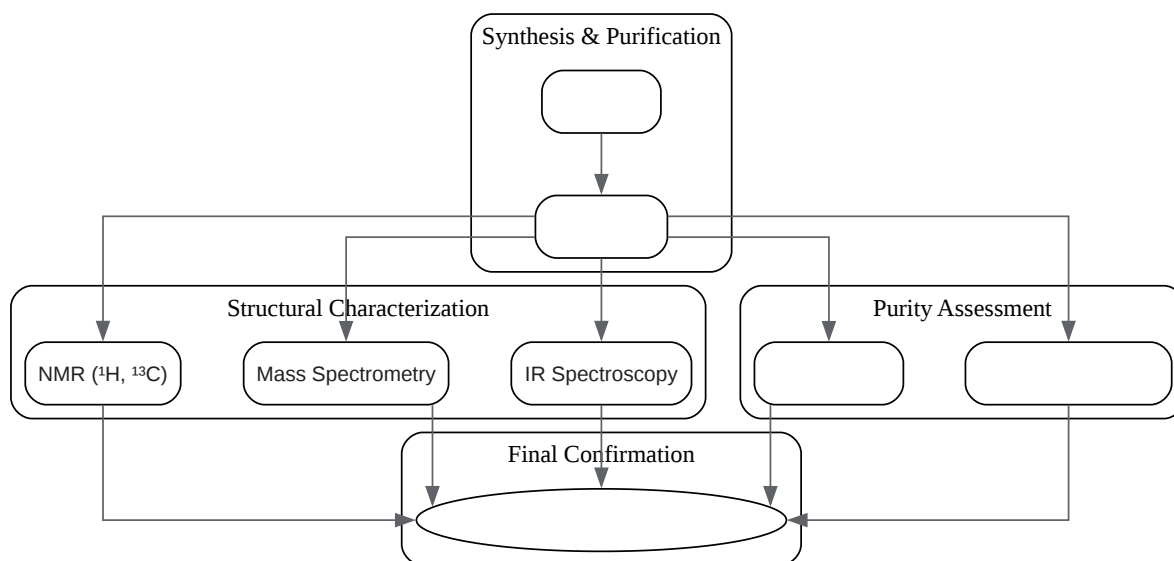 Synthesis & Purification
Structural Characterization
Purity Assessment
NMR (¹H, ¹³C)
Mass Spectrometry
IR Spectroscopy
Final Confirmation